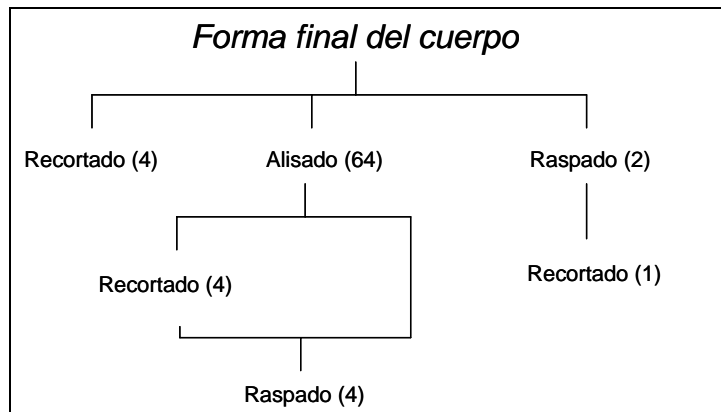 Forma final del cuerpo
Recortado (4)
Alisado (64)
Raspado (2)
Recortado (4)
Recortado (1)
Raspado (4)